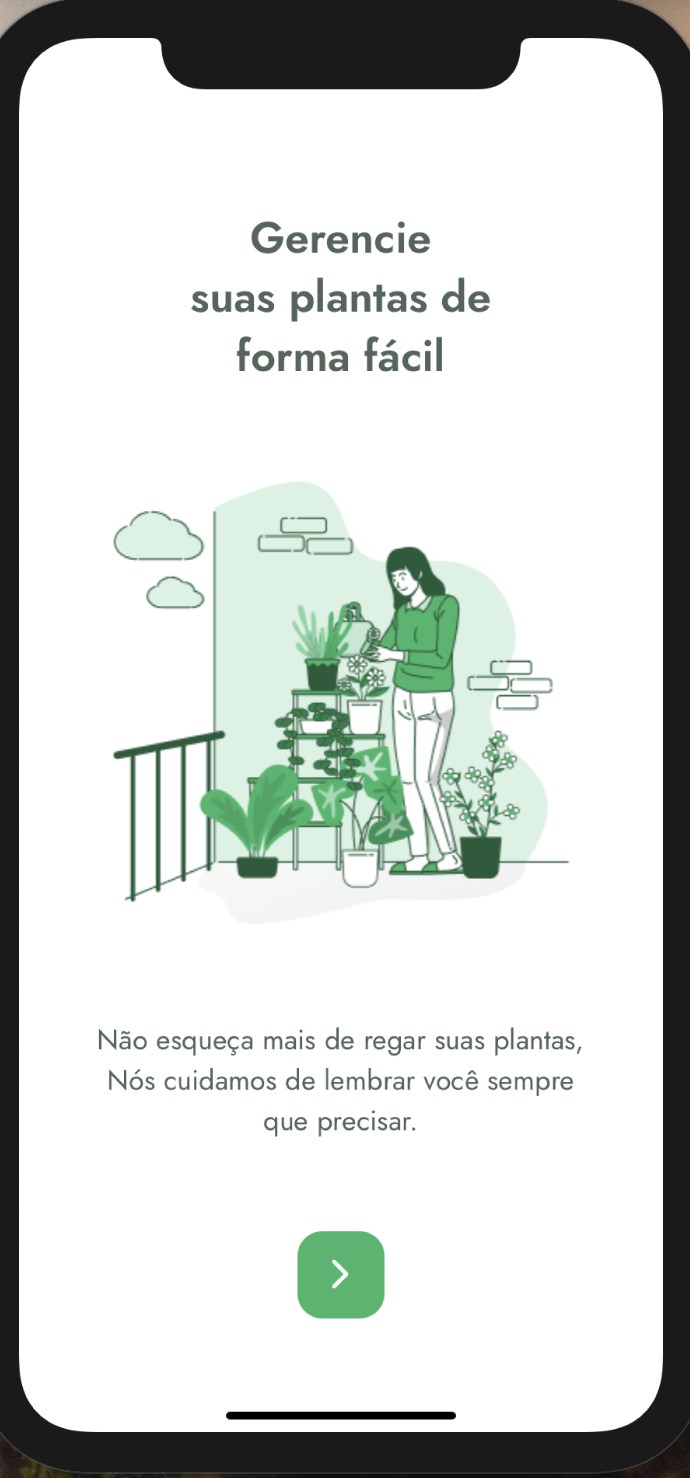 Gerencie
suas plantas de
forma fácil
Não esqueça mais de regar suas plantas,
Nós cuidamos de lembrar você sempre
que precisar.